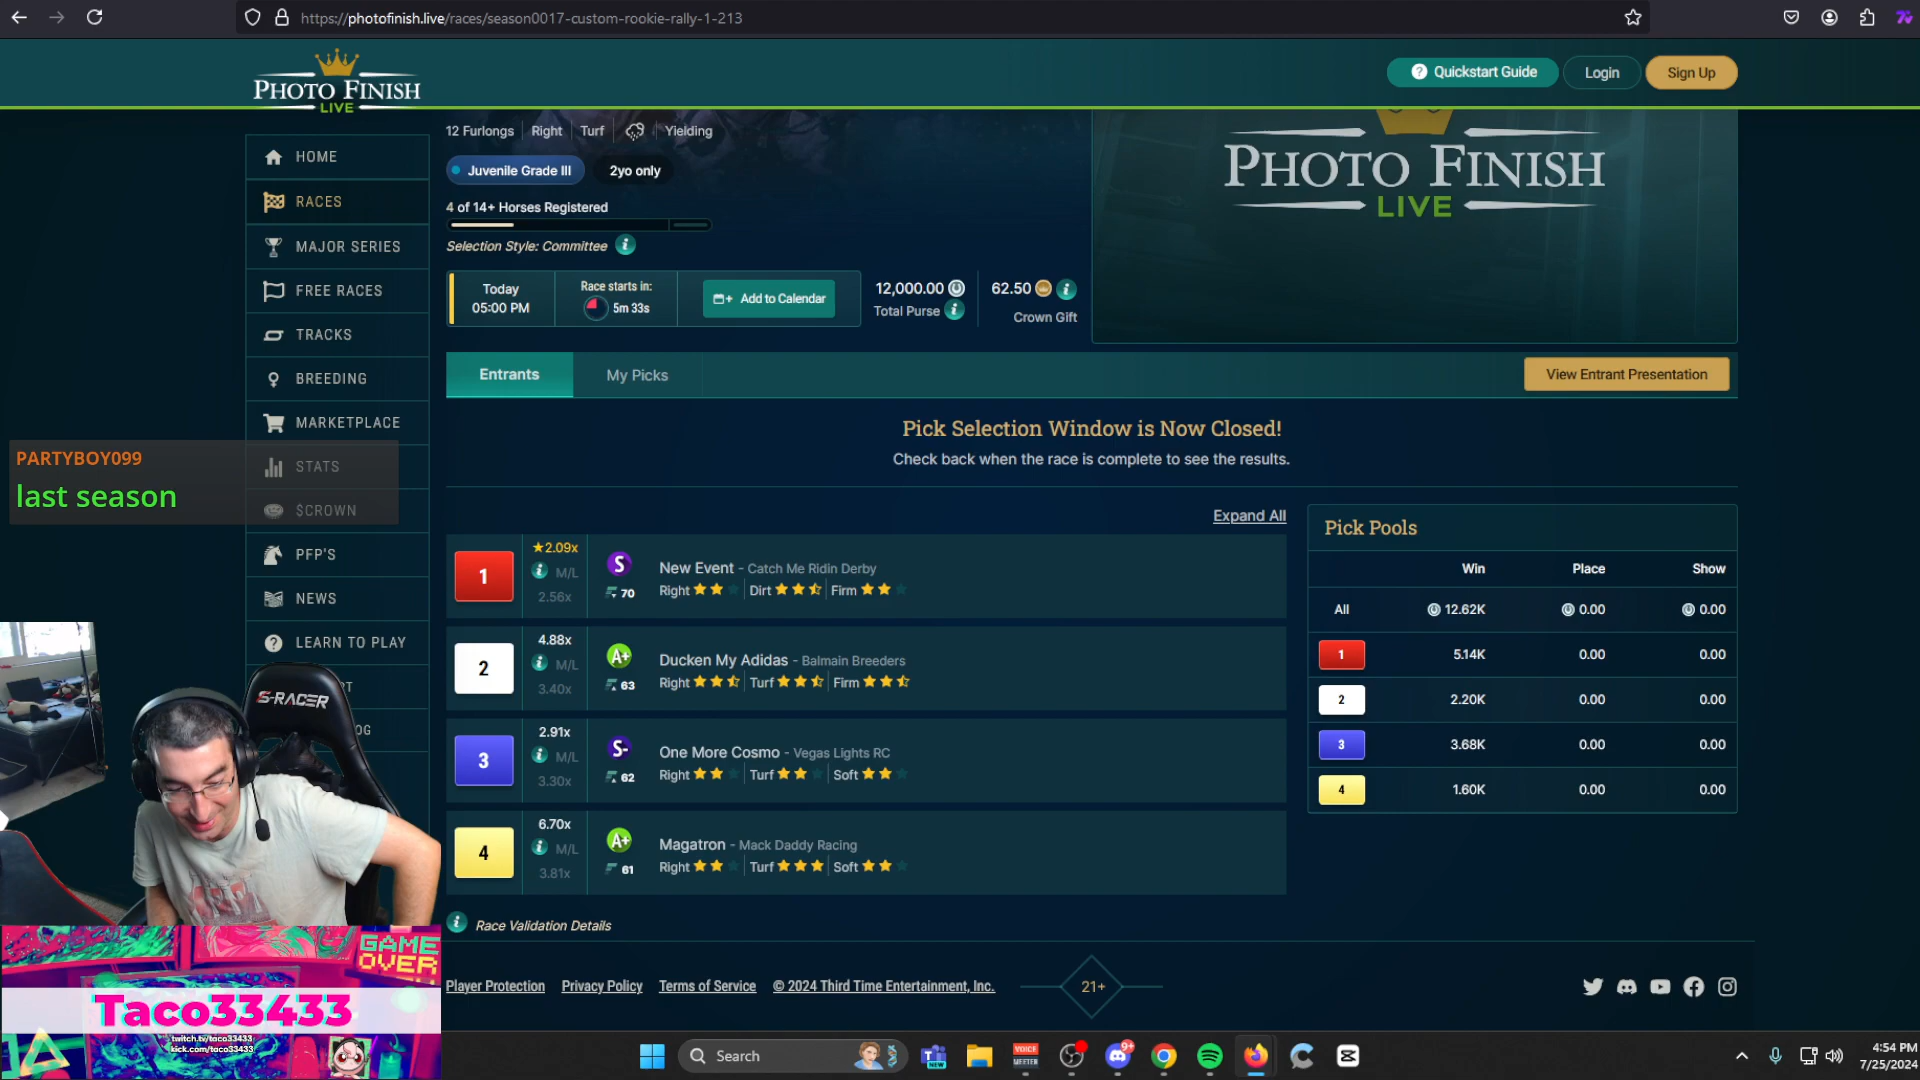 https://photofinish.live/races/season0017-custom-rookie-rally-1-213
PHOTO FINISH
LIVE
Quickstart Guide
Login
Sign Up
HOME
RACES
MAJOR SERIES
FREE RACES
TRACKS
BREEDING
MARKETPLACE
STATS
$CROWN
PFP'S
NEWS
LEARN TO PLAY
PARTYBOY099
last season
12 Furlongs | Right | Turf | Yielding
Juvenile Grade III 2yo only
4 of 14+ Horses Registered
Selection Style: Committee
Today
05:00 PM
Race starts in:
5m 33s
Add to Calendar
12,000.00
Total Purse
62.50
Crown Gift
PHOTO FINISH
LIVE
Entrants My Picks
View Entrant Presentation
Pick Selection Window is Now Closed!
Check back when the race is complete to see the results.
Expand All
1
★2.09x
M/L
2.56x
S
70
New Event - Catch Me Ridin Derby
Right Dirt Firm
2
4.88x
M/L
3.40x
A+
63
Ducken My Adidas - Balmain Breeders
Right Turf Firm
3
2.91x
M/L
3.30x
S-
62
One More Cosmo - Vegas Lights RC
Right Turf Soft
4
6.70x
M/L
3.81x
A+
61
Magatron - Mack Daddy Racing
Right Turf Soft
Race Validation Details
Pick Pools
Win Place Show
All 12.62K 0.00 0.00
1 5.14K 0.00 0.00
2 2.20K 0.00 0.00
3 3.68K 0.00 0.00
4 1.60K 0.00 0.00
Player Protection Privacy Policy Terms of Service © 2024 Third Time Entertainment, Inc.
21+
S-RACER
GAME
OVER
Taco33433
twitch.tv/taco33433
kick.com/taco33433
Search
NEW
VOICE
MEETER
9+
4:54 PM
7/25/2024